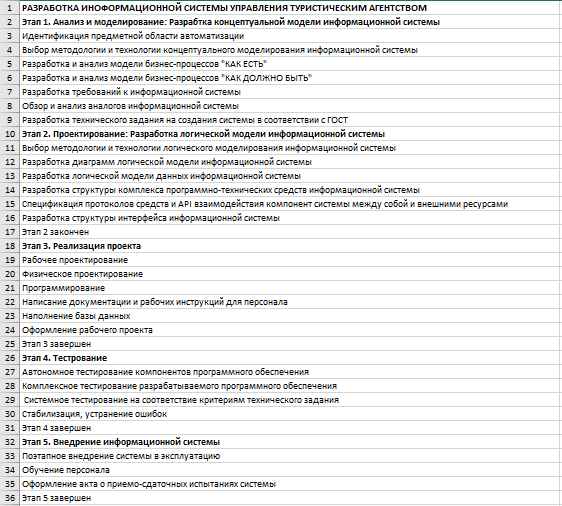 1 РАЗРАБОТКА ИНОФОРМАЦИОННОЙ СИСТЕМЫ УПРАВЛЕНИЯ ТУРИСТИЧЕСКИМ АГЕНТСТВОМ
2 Этап 1. Анализ и моделирование: Разрабтка концептуальной модели информационной системы
3 Идентификация предметной области автоматизации
4 Выбор методологии и технологии концептуального моделирования информационной системы
5 Разработка и анализ модели бизнес-процессов "КАК ЕСТЬ"
6 Разработка и анализ модели бизнес-процессов "КАК ДОЛЖНО БЫТЬ"
7 Разработка требований к информационной системы
8 Обзор и анализ аналогов информационной системы
9 Разработка технического задания на создания системы в соответствии с ГОСТ
10 Этап 2. Проектирование: Разработка логической модели информационной системы
11 Выбор методологии и технологии логического моделирования информационной системы
12 Разработка диаграмм логической модели информационной системы
13 Разработка логической модели данных информационной системы
14 Разработка структуры комплекса программно-технических средств информационной системы
15 Спецификация протоколов средств и API взаимодействия компонент системы между собой и внешними ресурсами
16 Разработка структуры интерфейса информационной системы
17 Этап 2 закончен
18 Этап 3. Реализация проекта
19 Рабочее проектирование
20 Физическое проектирование
21 Программирование
22 Написание документации и рабочих инструкций для персонала
23 Наполнение базы данных
24 Оформление рабочего проекта
25 Этап 3 завершен
26 Этап 4. Тестрование
27 Автономное тестирование компонентов программного обеспечения
28 Комплексное тестирование разрабатываемого программного обеспечения
29 Системное тестирование на соответствие критериям технического задания
30 Стабилизация, устранение ошибок
31 Этап 4 завершен
32 Этап 5. Внедрение информационной системы
33 Поэтапное внедрение системы в эксплуатацию
34 Обучение персонала
35 Оформление акта о приемо-сдаточных испытаниях системы
36 Этап 5 завершен